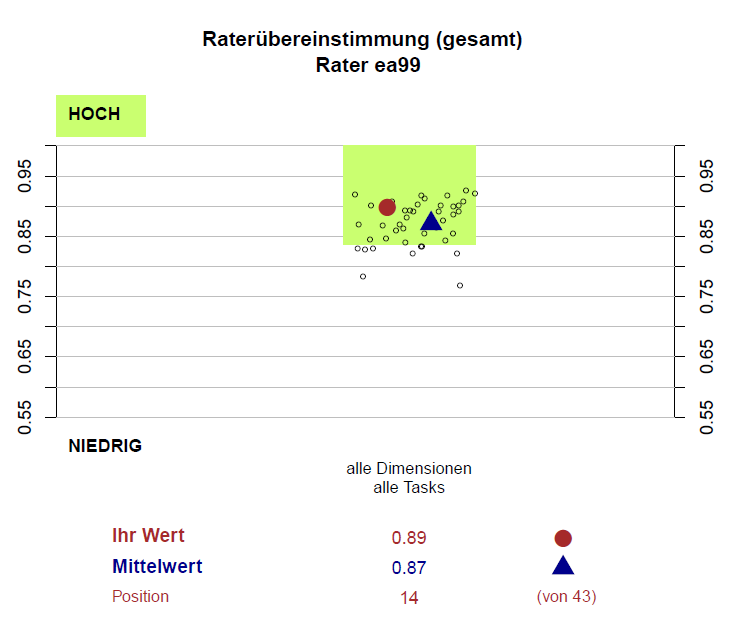 Raterübereinstimmung (gesamt)
Rater ea99
HOCH
0.95 0.95
0.85 0.85
0.75 0.75
0.65 0.65
0.55 0.55
NIEDRIG
alle Dimensionen
alle Tasks
Ihr Wert 0.89
Mittelwert 0.87
Position 14 (von 43)